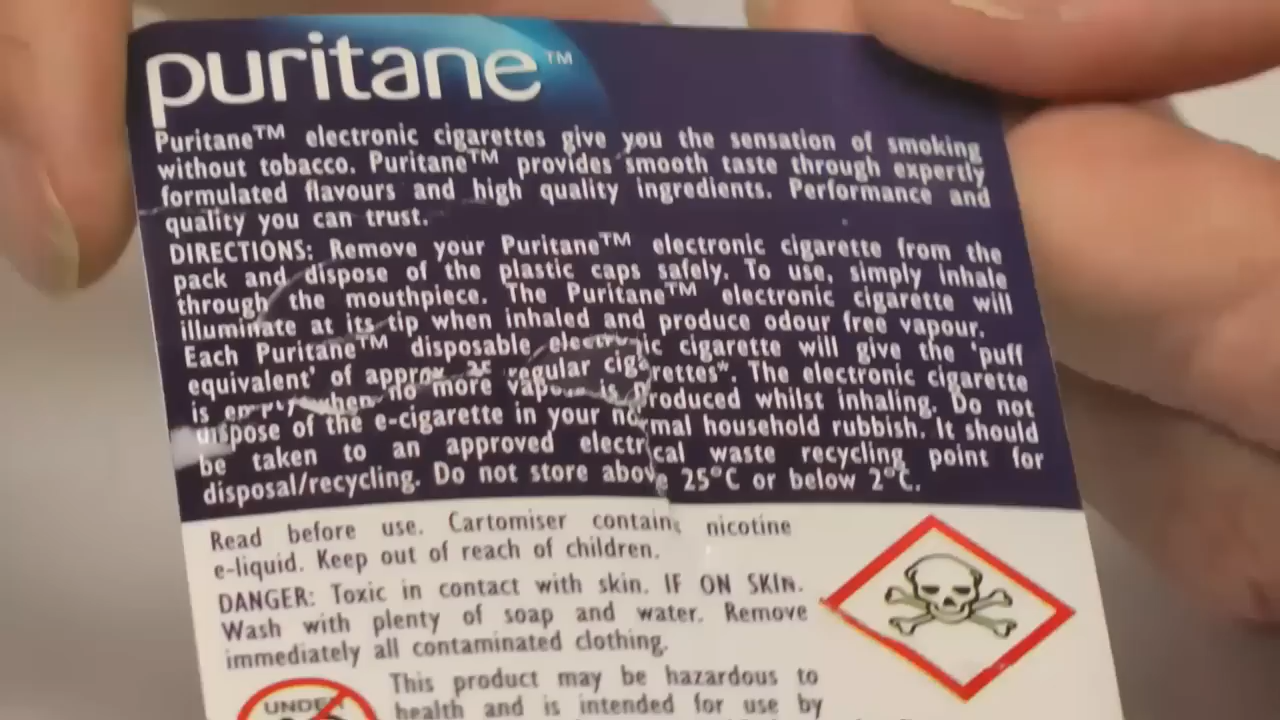 puritane™
Puritane™ electronic cigarettes give you the sensation of smoking
without tobacco. Puritane™ provides smooth taste through expertly
formulated flavours and high quality ingredients. Performance and
quality you can trust.
DIRECTIONS: Remove your Puritane™ electronic cigarette from the
pack and dispose of the plastic caps safely. To use, simply inhale
through the mouthpiece. The Puritane™ electronic cigarette will
illuminate at its tip when inhaled and produce odour free vapour.
Each Puritane™ disposable electronic cigarette will give the 'puff
equivalent' of approx 25 regular cigarettes*. The electronic cigarette
is empty when no more vapour is produced whilst inhaling. Do not
dispose of the e-cigarette in your normal household rubbish. It should
be taken to an approved electrical waste recycling point for
disposal/recycling. Do not store above 25°C or below 2°C.
Read before use. Cartomiser contains nicotine
e-liquid. Keep out of reach of children.
DANGER: Toxic in contact with skin. IF ON SKIN.
Wash with plenty of soap and water. Remove
immediately all contaminated clothing.
This product may be hazardous to
UNDER
health and is intended for use by